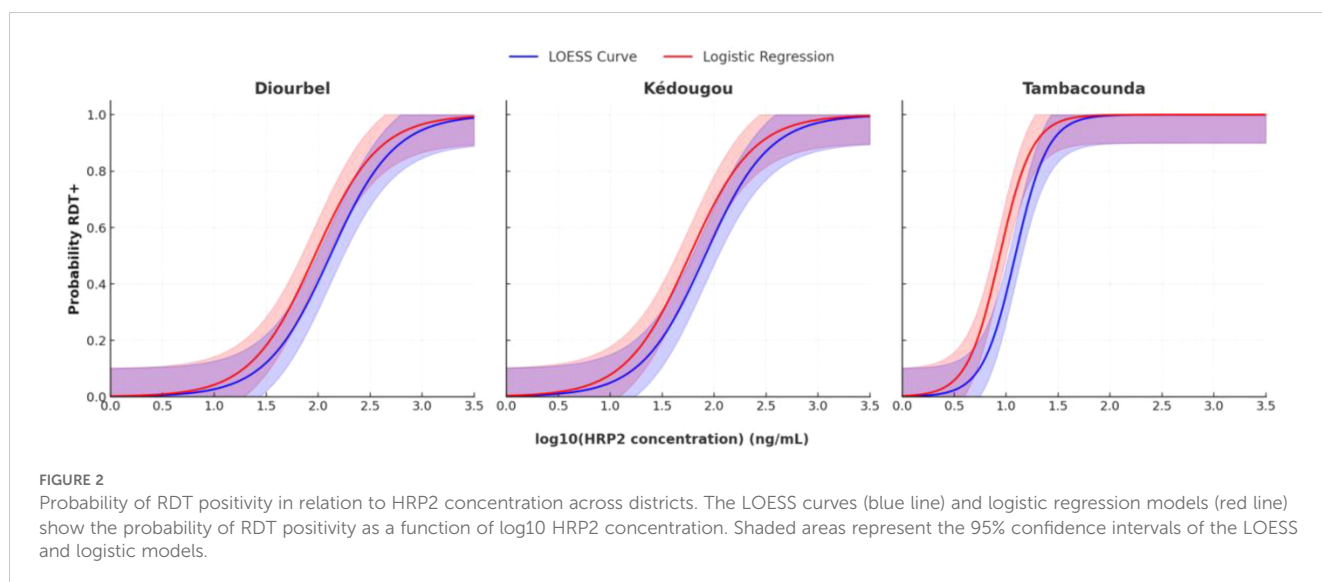 LOESS Curve Logistic Regression
Diourbel Kédougou Tambacounda
Probability RDT+
1.0
0.8
0.6
0.4
0.2
0.0
0.0 0.5 1.0 1.5 2.0 2.5 3.0 3.5 0.0 0.5 1.0 1.5 2.0 2.5 3.0 3.5 0.0 0.5 1.0 1.5 2.0 2.5 3.0 3.5
log10(HRP2 concentration) (ng/mL)
FIGURE 2
Probability of RDT positivity in relation to HRP2 concentration across districts. The LOESS curves (blue line) and logistic regression models (red line)
show the probability of RDT positivity as a function of log10 HRP2 concentration. Shaded areas represent the 95% confidence intervals of the LOESS
and logistic models.